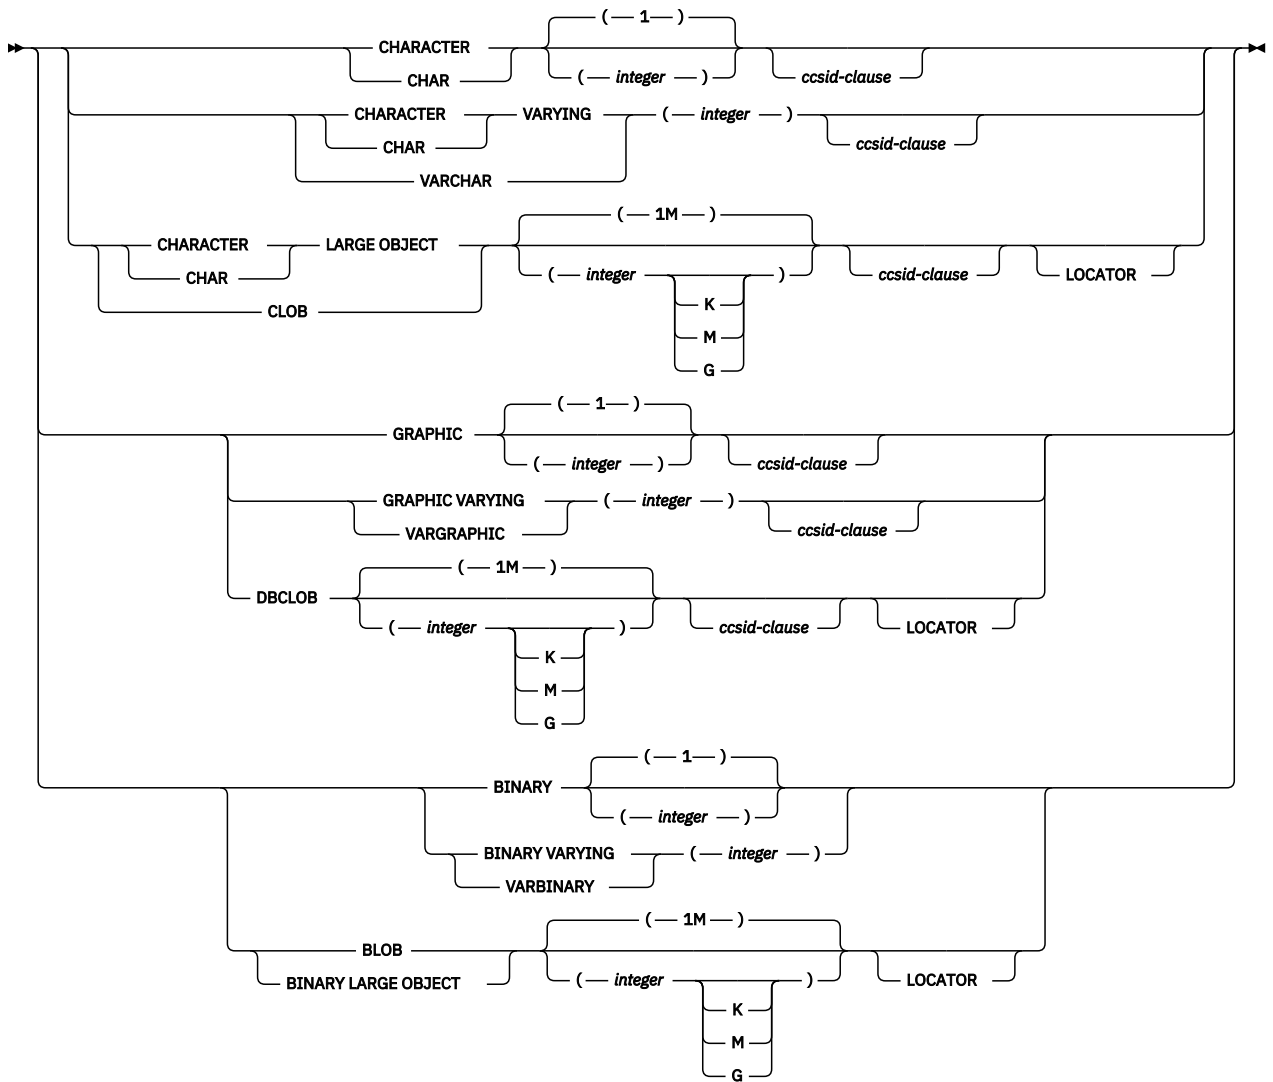 ( 1 )
CHARACTER
CHAR ( integer ) ccsid-clause
CHARACTER VARYING ( integer )
CHAR ccsid-clause
VARCHAR
( 1M )
CHARACTER LARGE OBJECT
CHAR ( integer ) ccsid-clause LOCATOR
CLOB K
M
G
( 1 )
GRAPHIC
( integer ) ccsid-clause
GRAPHIC VARYING ( integer )
VARGRAPHIC ccsid-clause
( 1M )
DBCLOB
( integer ) ccsid-clause LOCATOR
K
M
G
( 1 )
BINARY
( integer )
BINARY VARYING ( integer )
VARBINARY
( 1M )
BLOB
BINARY LARGE OBJECT ( integer ) LOCATOR
K
M
G